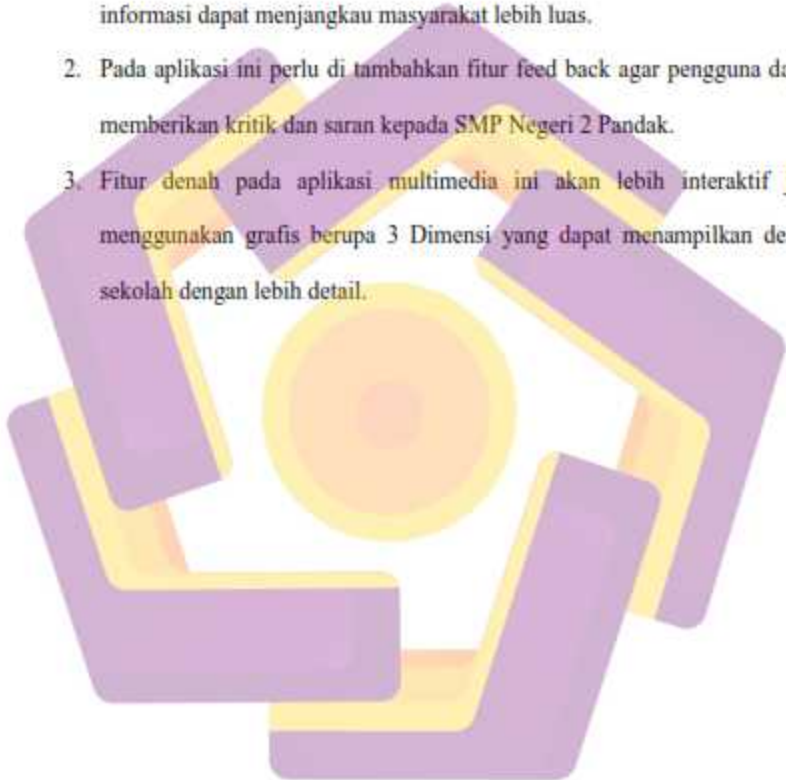 informasi dapat menjangkau masyarakat lebih luas.
2. Pada aplikasi ini perlu di tambahkan fitur feed back agar pengguna da
memberikan kritik dan saran kepada SMP Negeri 2 Pandak.
3. Fitur denah pada aplikasi multimedia ini akan lebih interaktif
menggunakan grafis berupa 3 Dimensi yang dapat menampilkan de
sekolah dengan lebih detail.